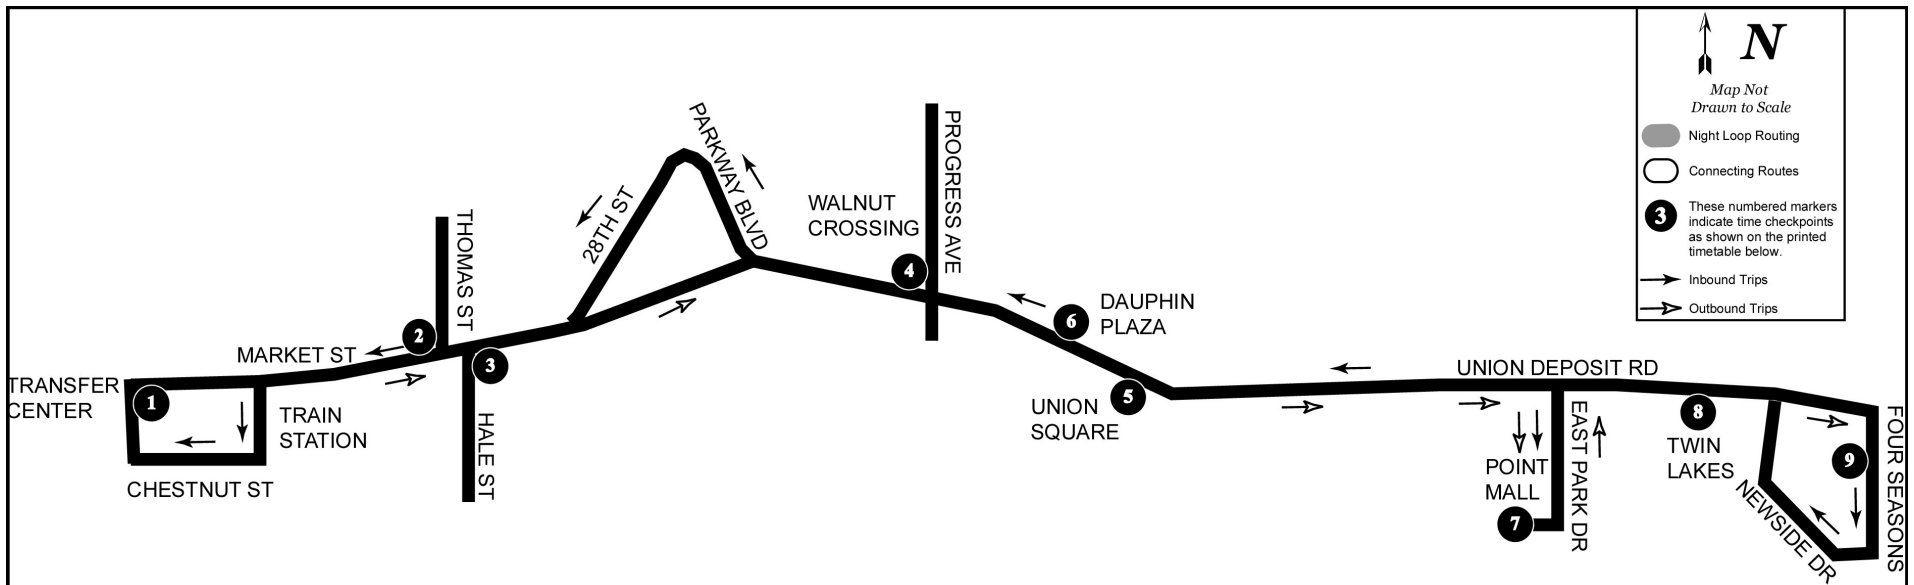 N
Map Not
Drawn to Scale
Night Loop Routing
Connecting Routes
3
These numbered markers
indicate time checkpoints
as shown on the printed
timetable below.
Inbound Trips
Outbound Trips
PARKWAY BLVD
28TH ST
WALNUT
CROSSING
PROGRESS AVE
4
THOMAS ST
DAUPHIN
PLAZA
6
2
MARKET ST
3
HALE ST
TRANSFER
CENTER
1
TRAIN
STATION
CHESTNUT ST
UNION
SQUARE
5
UNION DEPOSIT RD
EAST PARK DR
POINT
MALL
7
8
TWIN
LAKES
9
FOUR SEASONS
NEWSIDE DR